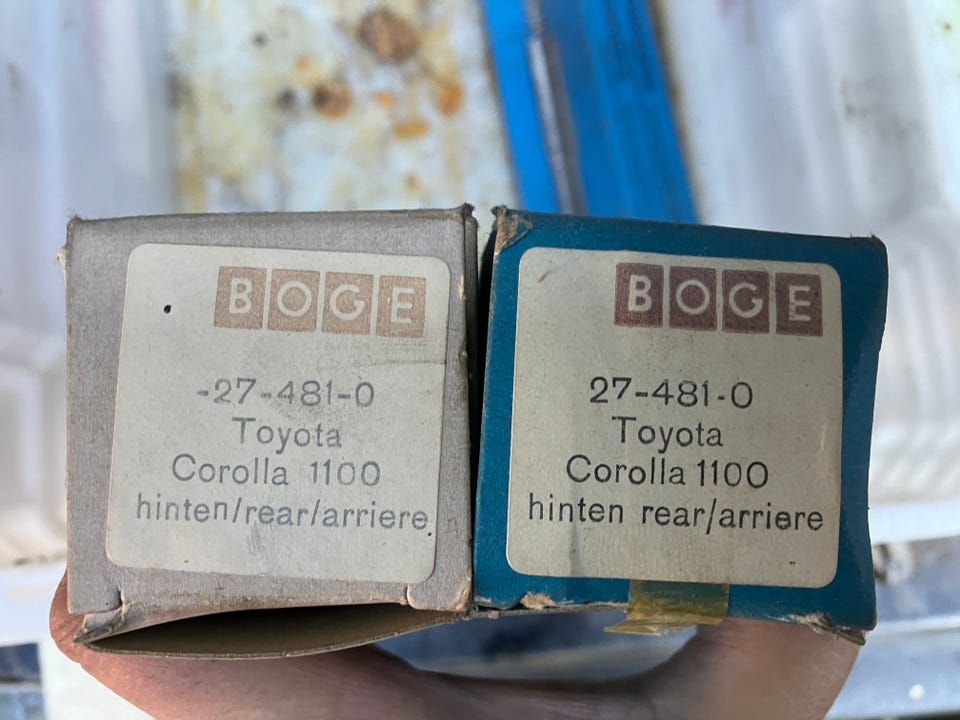 BOGE
-27-481-0
Toyota
Corolla 1100
hinten/rear/arriere
BOGE
27-481-0
Toyota
Corolla 1100
hinten rear/arriere